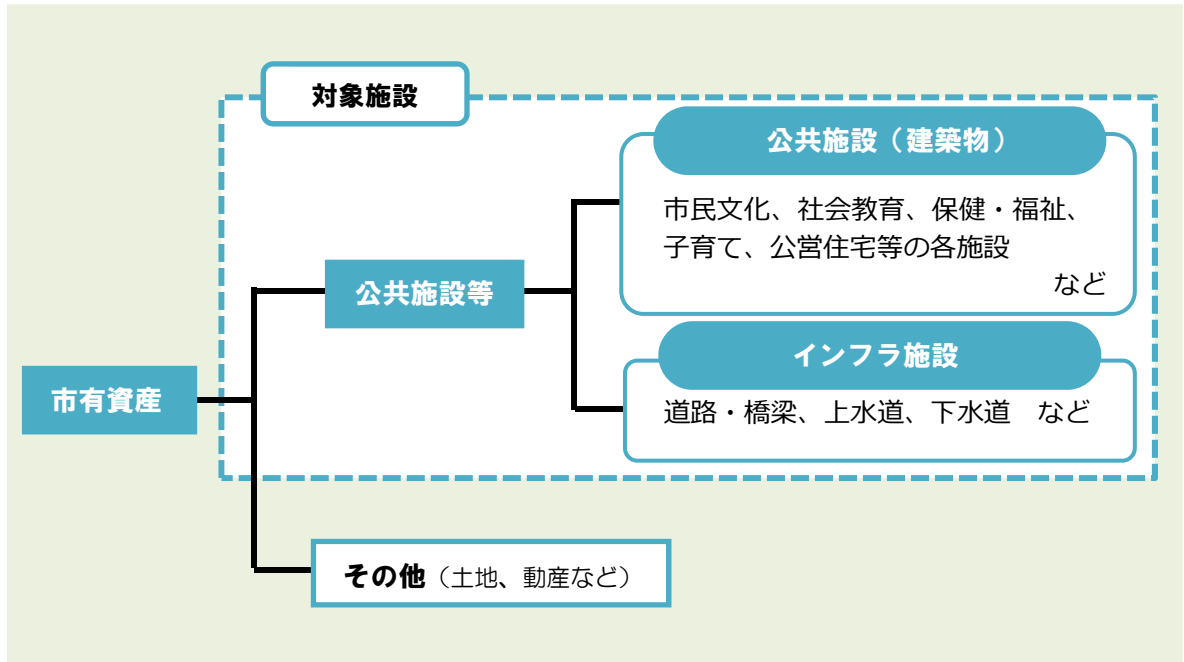 対象施設
公共施設（建築物）
市民文化、社会教育、保健・福祉、
子育て、公営住宅等の各施設
など
公共施設等
インフラ施設
市有資産
道路・橋梁、上水道、下水道　など
その他（土地、動産など）